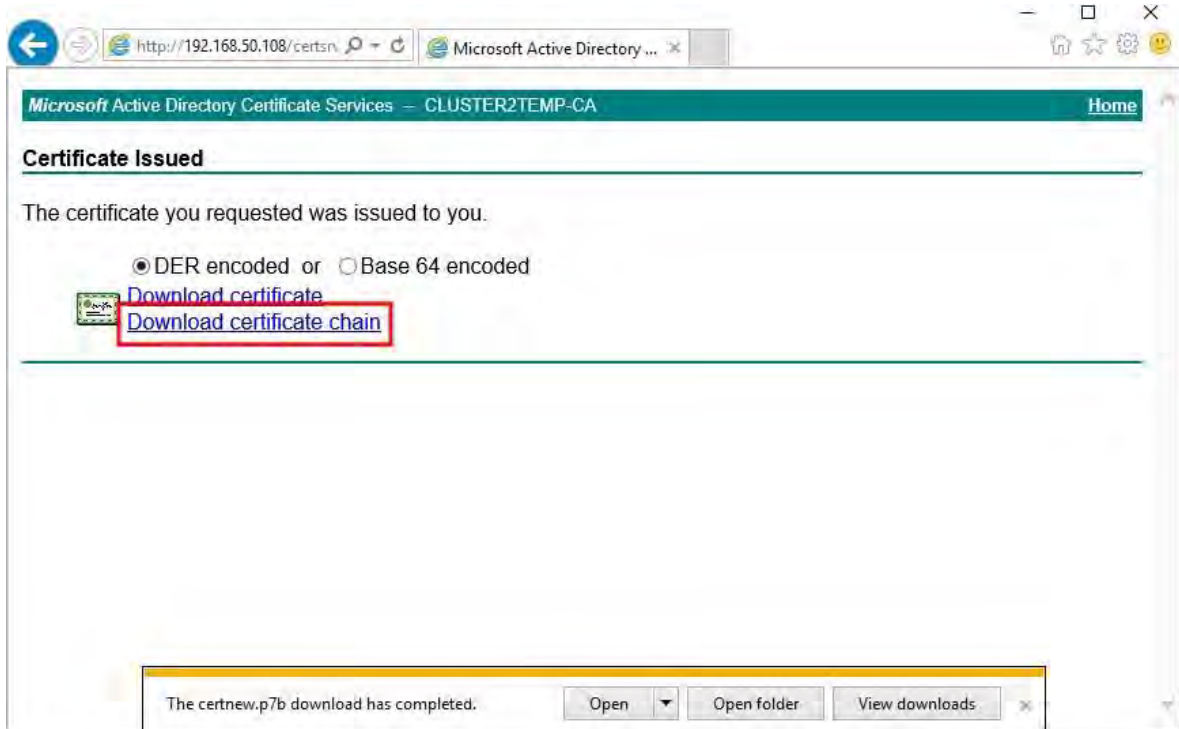 http://192.168.50.108/certsn
Microsoft Active Directory ...
Microsoft Active Directory Certificate Services – CLUSTER2TEMP-CA
Home
Certificate Issued
The certificate you requested was issued to you.
DER encoded or Base 64 encoded
Download certificate
Download certificate chain
The certnew.p7b download has completed.
Open
Open folder
View downloads